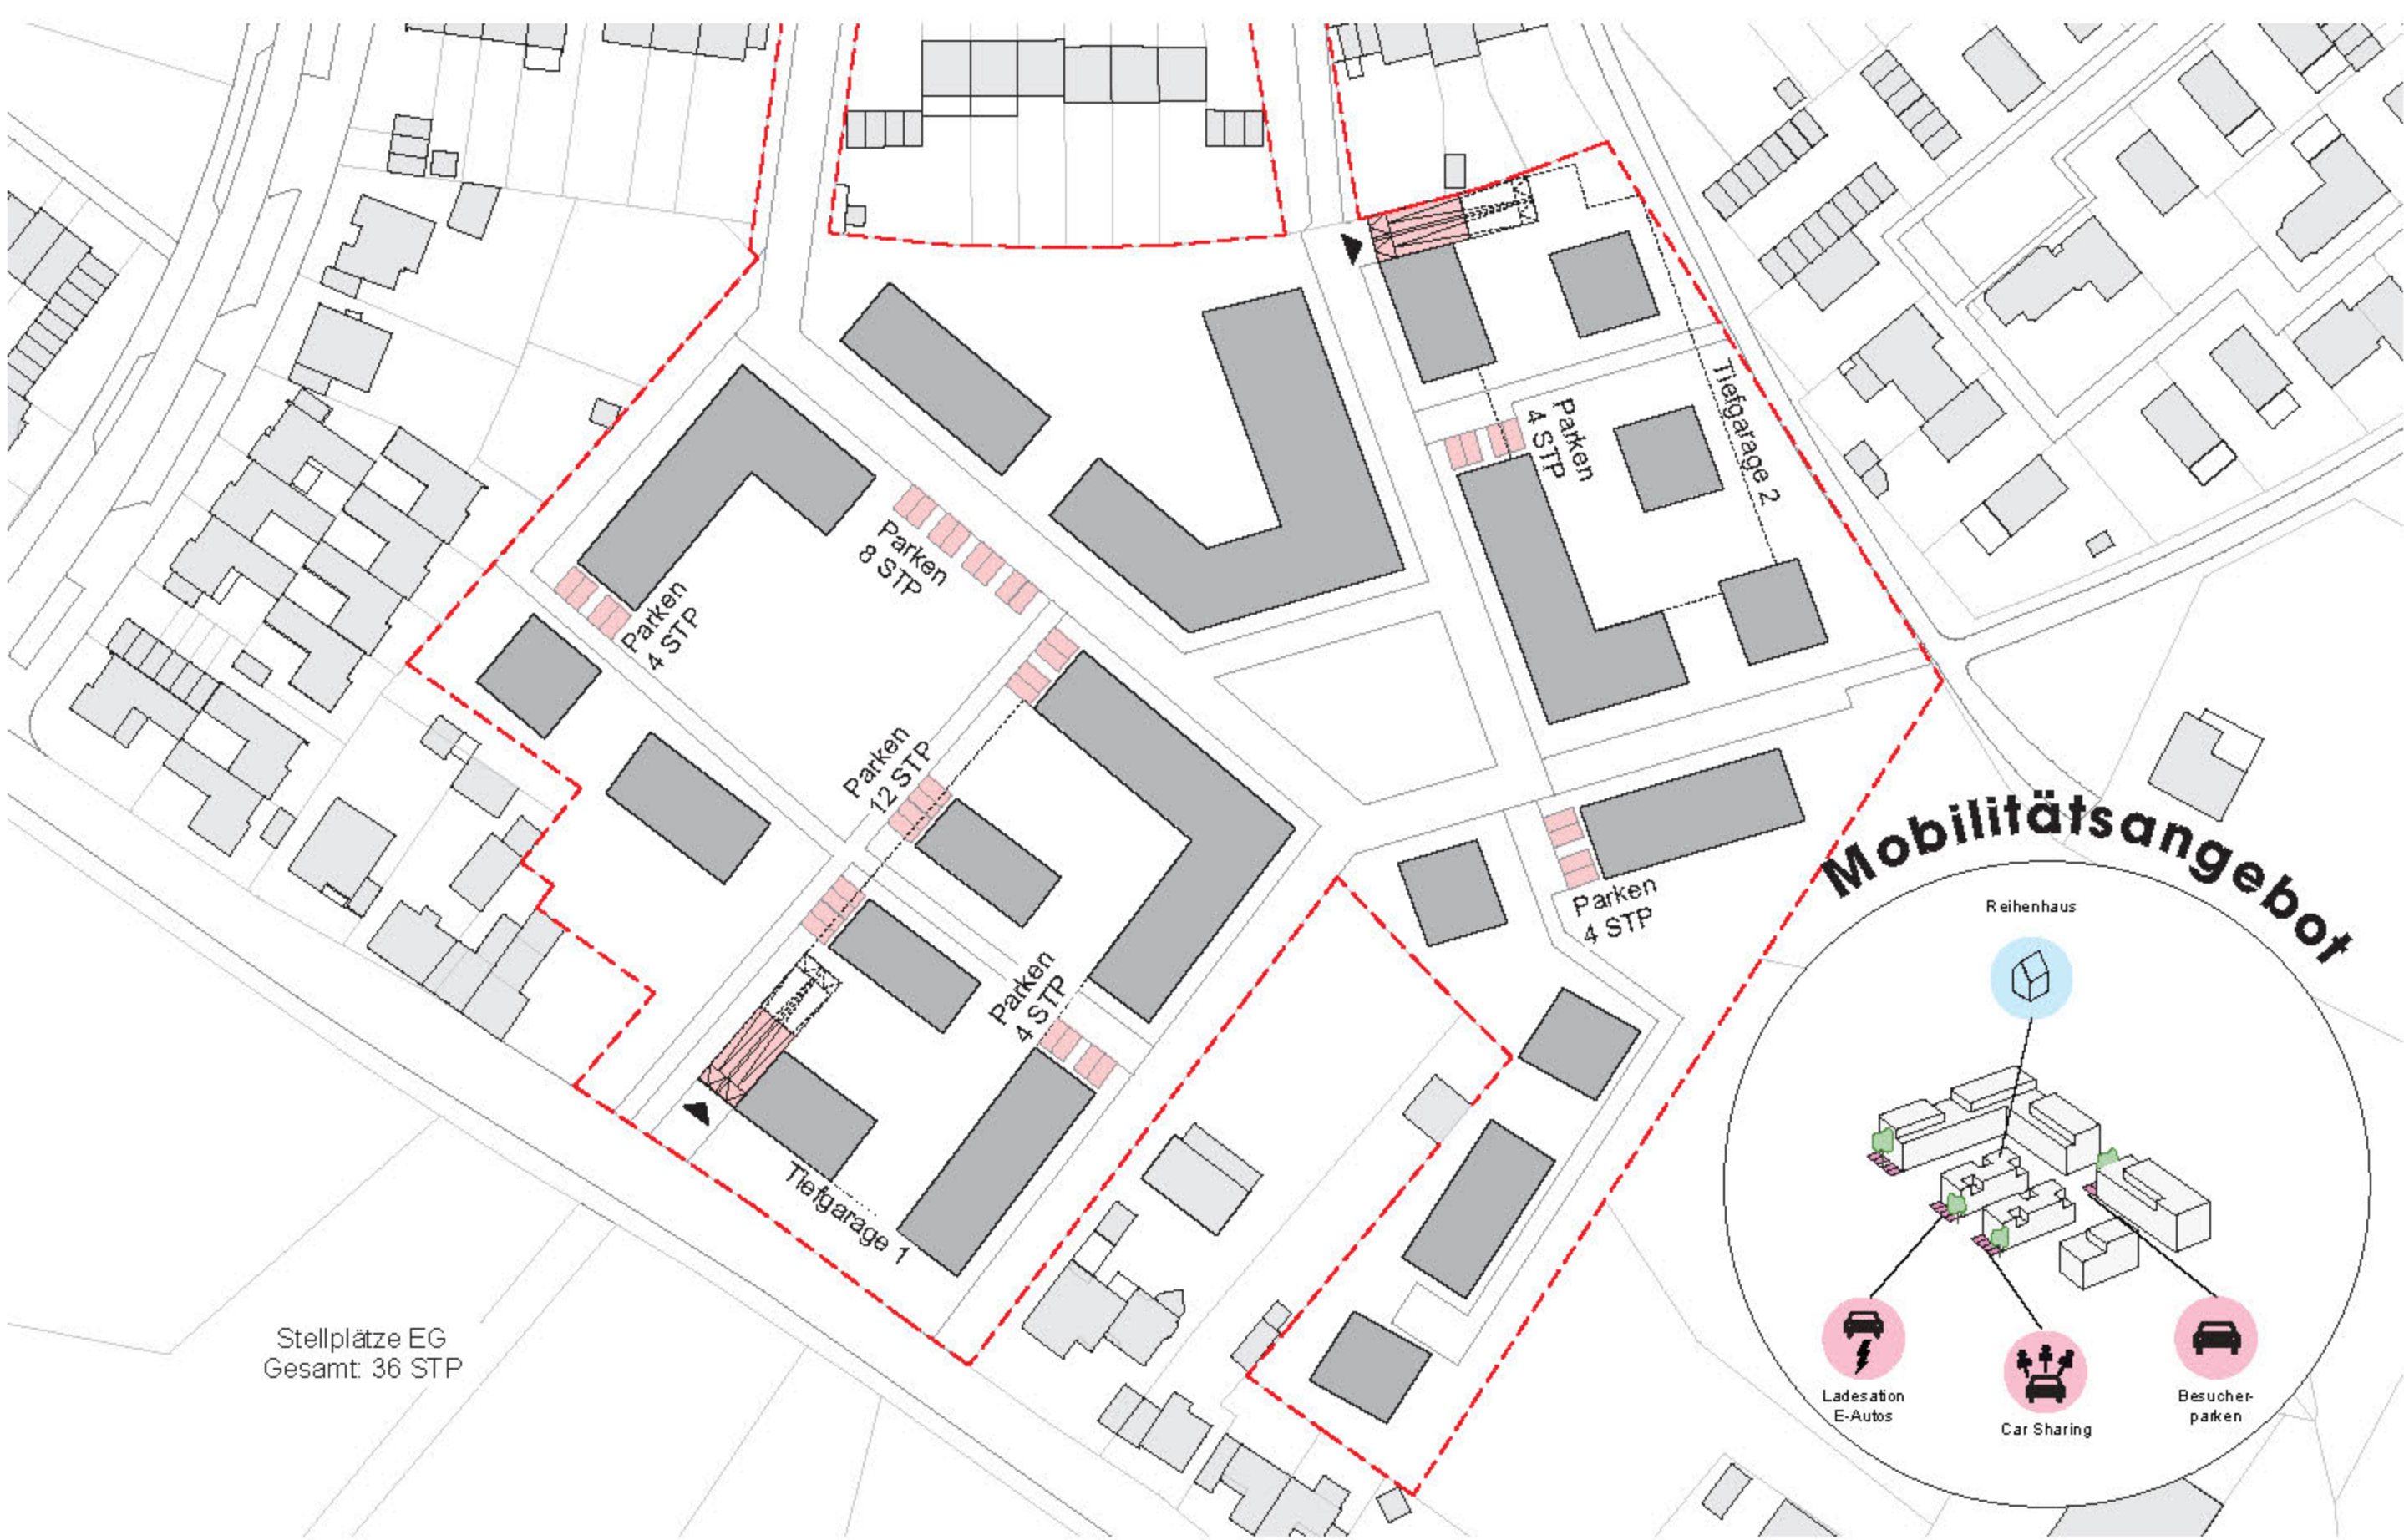 Parken
4 STP
Tiefgarage 2
Parken
8 STP
Parken
4 STP
Parken
12 STP
Parken
4 STP
Parken
4 STP
Tiefgarage 1
Stellplätze EG
Gesamt: 36 STP
Mobilitätsangebot
Reihenhaus
Ladesation
E-Autos
Car Sharing
Besucher-
parken